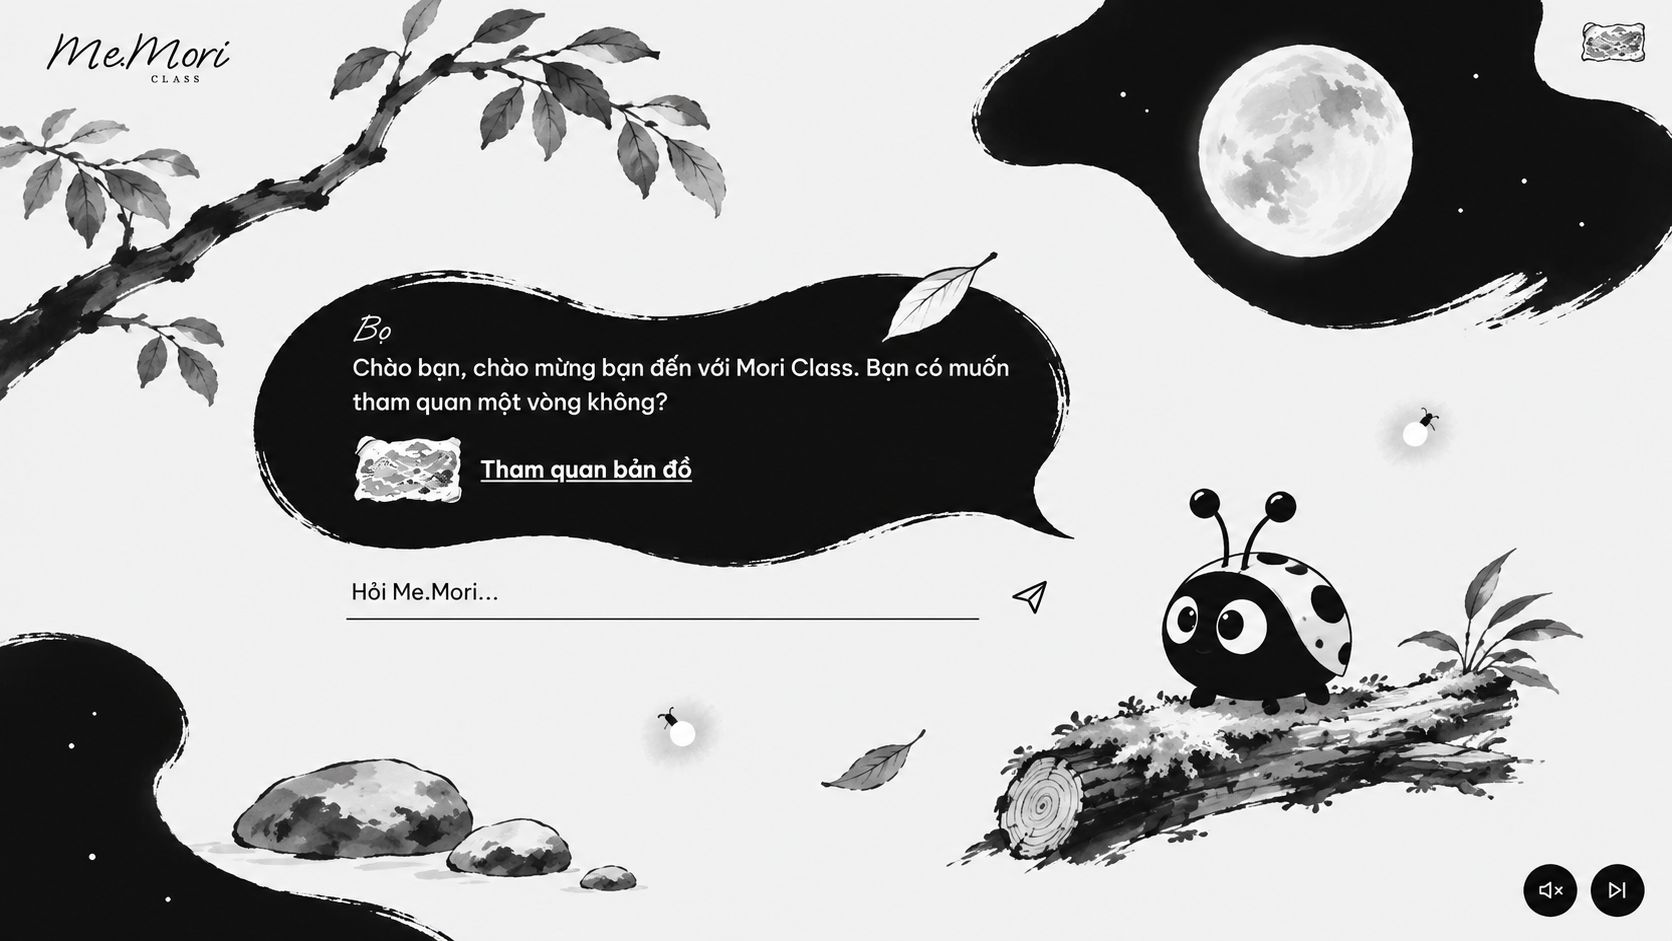 Me.Mori
CLASS
Bọ
Chào bạn, chào mừng bạn đến với Mori Class. Bạn có muốn
tham quan một vòng không?
Tham quan bản đồ
Hỏi Me.Mori...